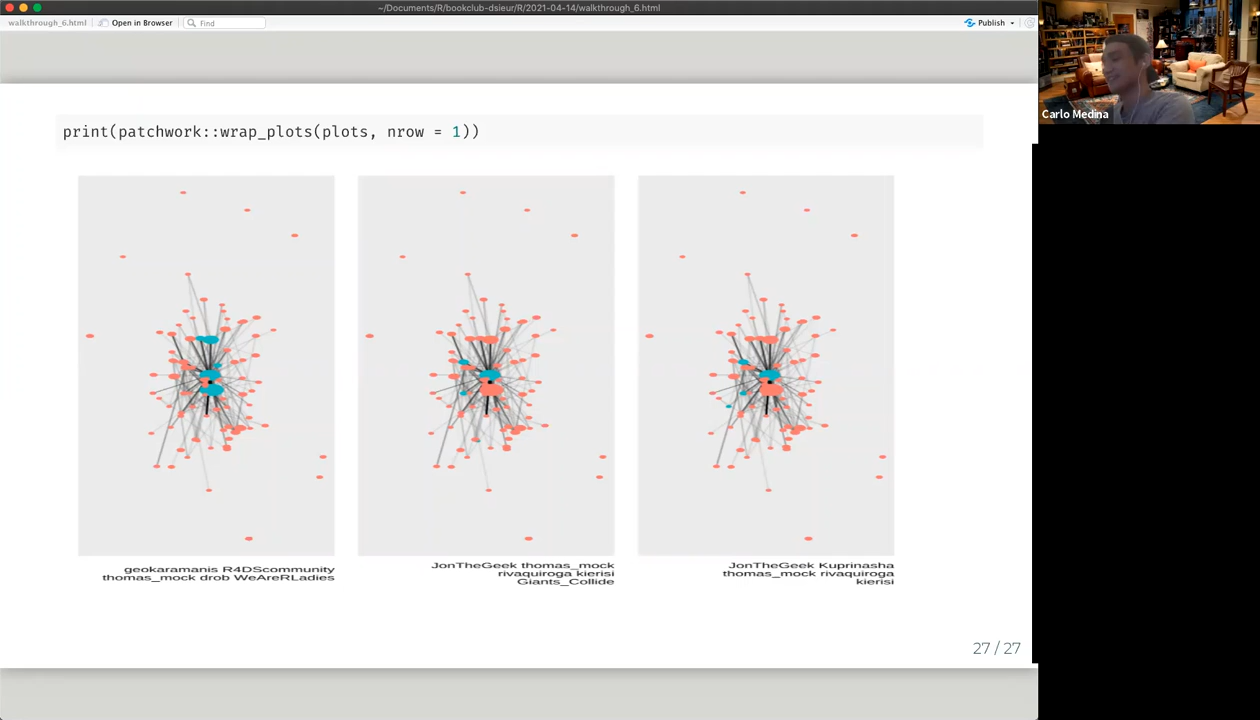 ~/Documents/R/bookclub-dsieur/R/2021-04-14/walkthrough_6.html
walkthrough_6.html
Open in Browser
Find
Publish
Carlo Medina
print(patchwork::wrap_plots(plots, nrow = 1))
geokaramanis R4DScommunity
thomas_mock drob WeAreRLadies
JonTheGeek thomas_mock
rivaquiroga kierisi
Giants_Collide
JonTheGeek Kuprinasha
thomas_mock rivaquiroga
kierisi
27 / 27